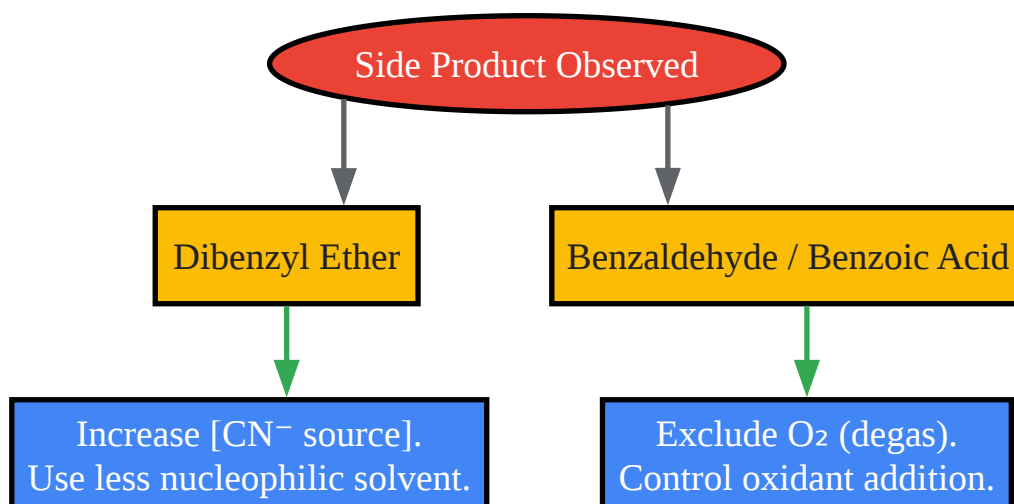 Side Product Observed
Dibenzyl Ether
Benzaldehyde / Benzoic Acid
Increase [CN⁻ source].
Use less nucleophilic solvent.
Exclude O₂ (degas).
Control oxidant addition.